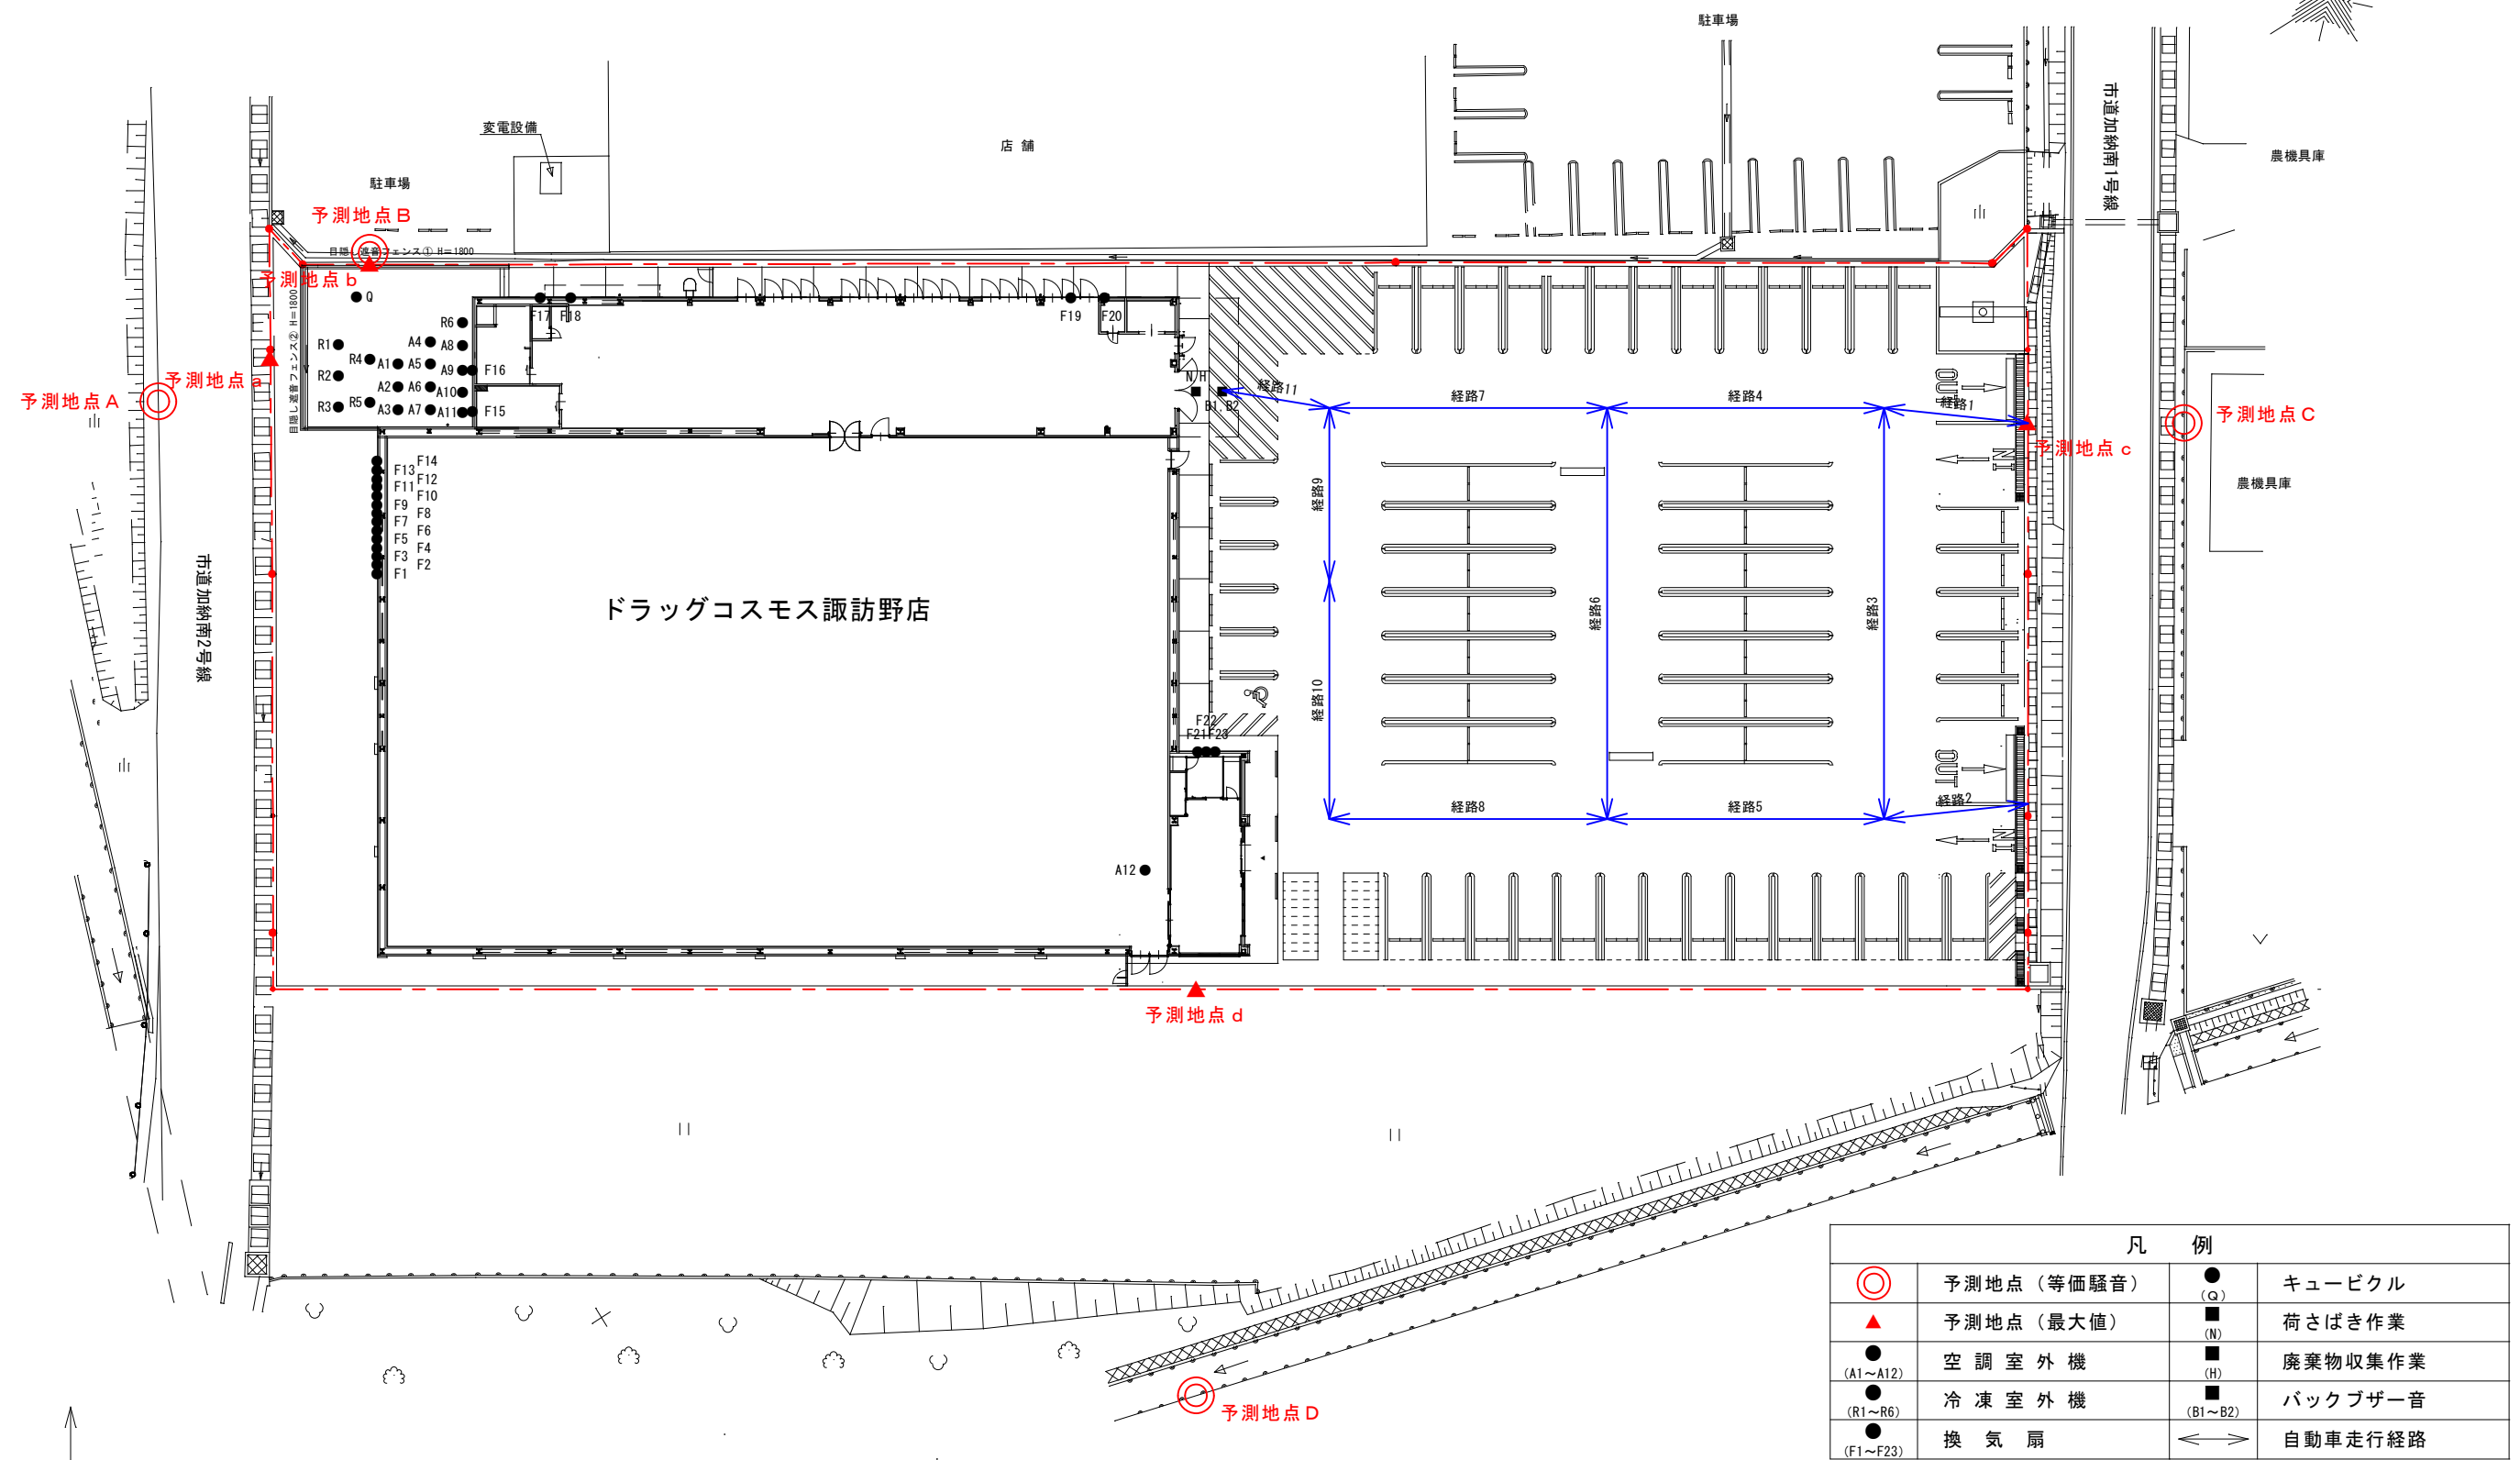 駐車場
市道加納南1号線
農機具庫
変電設備
店 舗
駐車場
予測地点B
目隠し遮音フェンス① H=1800
予測地点b
目隠し遮音フェンス② H=1800
Q
F17 F18
F19 F20
R6
R1
A4 A8
R4 A1 A5
A9 F16
R2
A2 A6 A10
R3 R5 A3 A7 A11 F15
予測地点a
予測地点A
N,H
B1,B2
経路11
経路7
経路4
経路1
OUT
予測地点C
予測地点c
IN
農機具庫
F14
F13
F12
F11
F10
F9
F8
F7
F6
F5
F4
F3
F2
F1
経路9
経路6
経路3
市道加納南2号線
ドラッグコスモス諏訪野店
経路10
F22
F21 F23
OUT
経路8
経路5
経路2
IN
A12
予測地点d
予測地点D
凡 例
予測地点(等価騒音)
(Q)
キュービクル
予測地点(最大値)
(N)
荷さばき作業
(A1~A12)
空調室外機
(H)
廃棄物収集作業
(R1~R6)
冷凍室外機
(B1~B2)
バックブザー音
(F1~F23)
換気扇
自動車走行経路